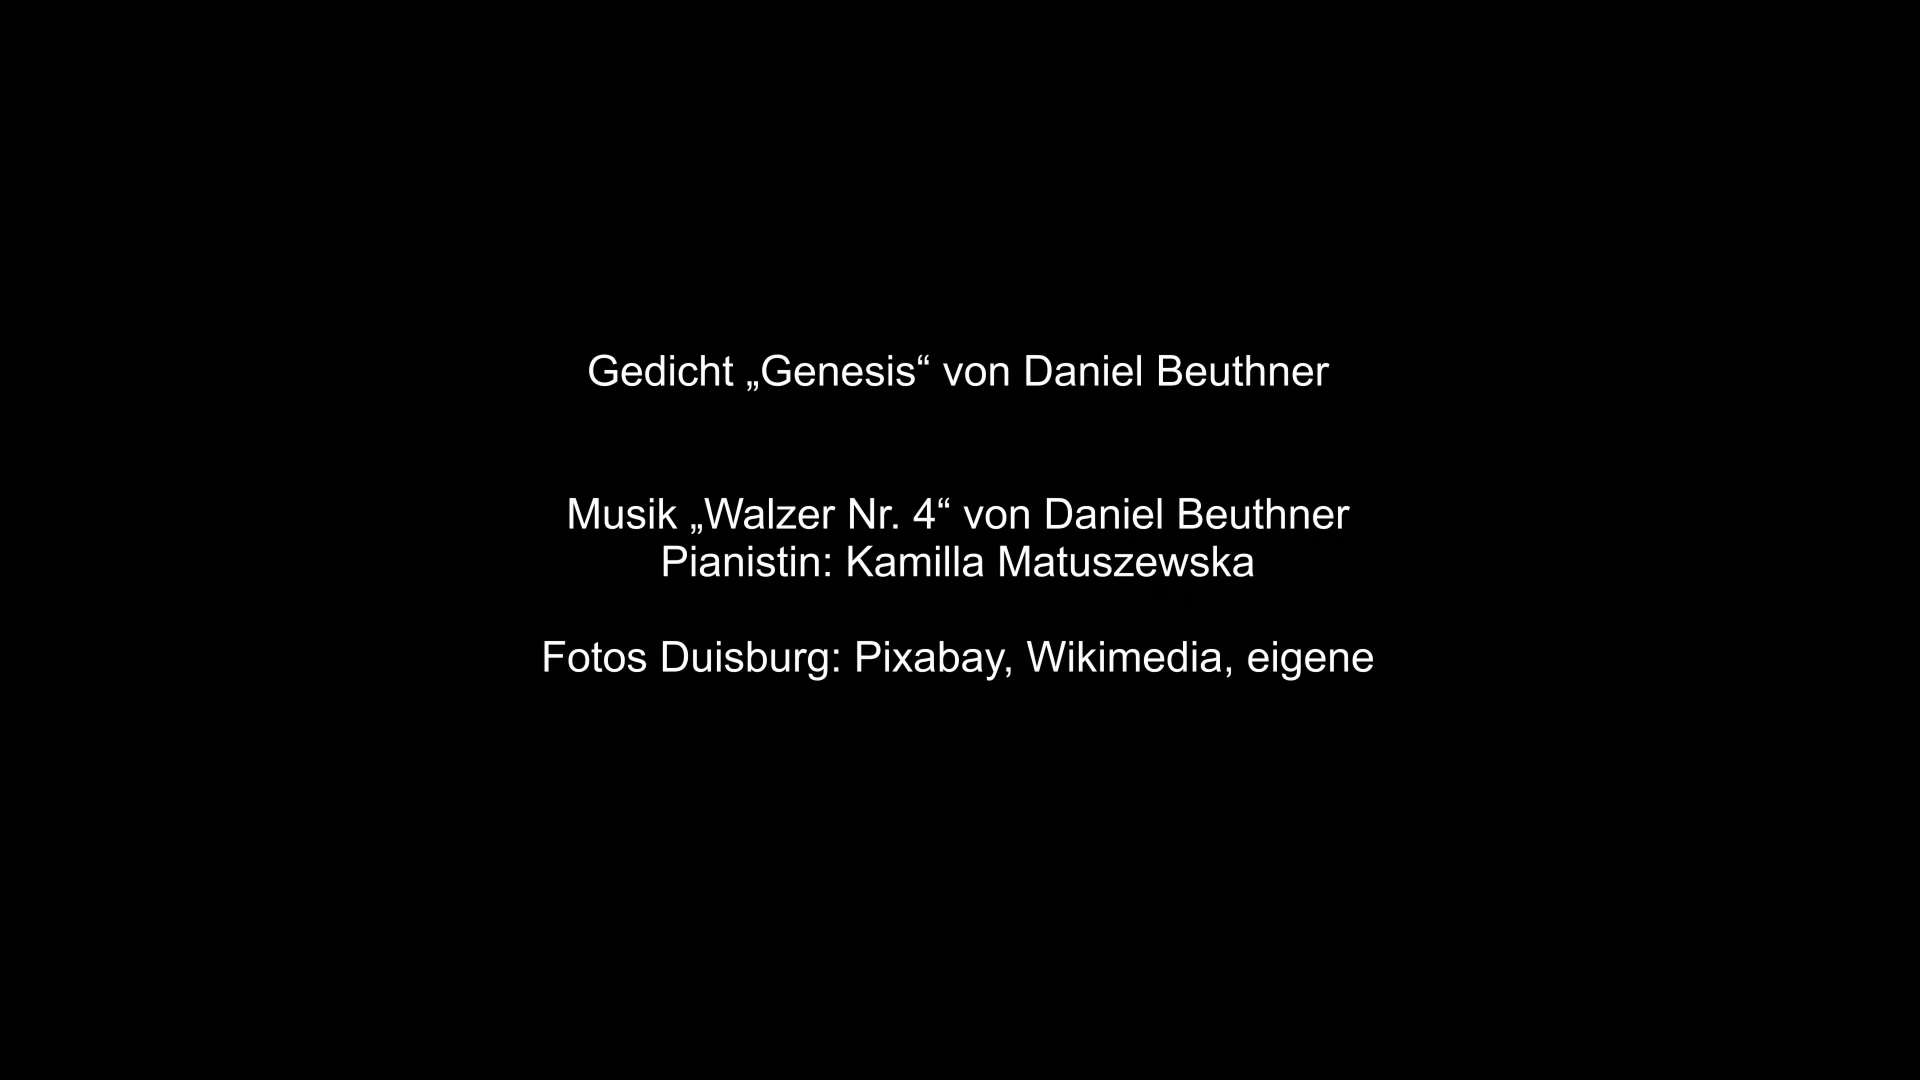 Gedicht „Genesis“ von Daniel Beuthner
Musik „Walzer Nr. 4“ von Daniel Beuthner
Pianistin: Kamilla Matuszewska
Fotos Duisburg: Pixabay, Wikimedia, eigene